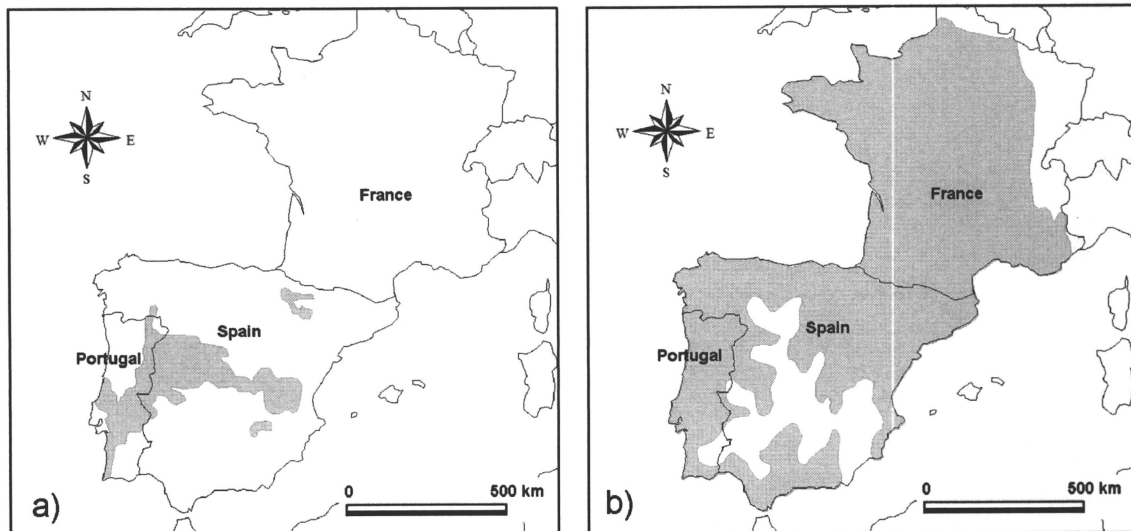 N
W E
S
France
Spain
Portugal
0 500 km
a)
N
W E
S
France
Spain
Portugal
0 500 km
b)